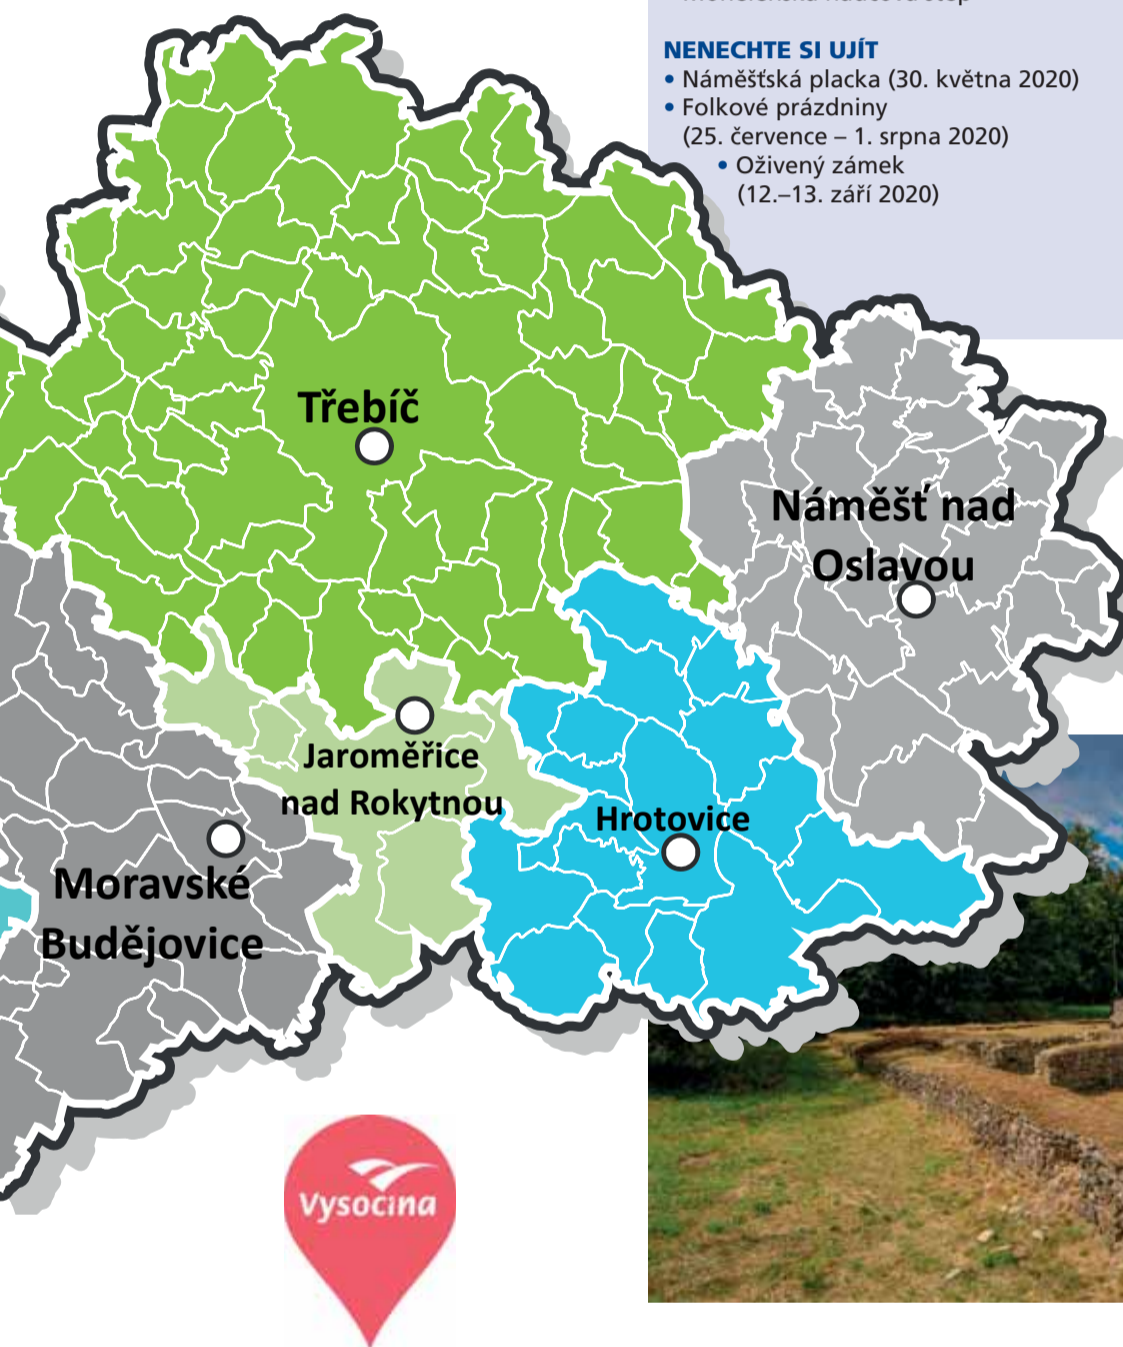 NENECHTE SI UJÍT
• Náměšťská placka (30. května 2020)
• Folkové prázdniny
(25. července – 1. srpna 2020)
• Oživený zámek
(12.–13. září 2020)
Třebíč
Náměšť nad
Oslavou
Jaroměřice
nad Rokytnou
Hrotovice
Moravské
Budějovice
Vysočina